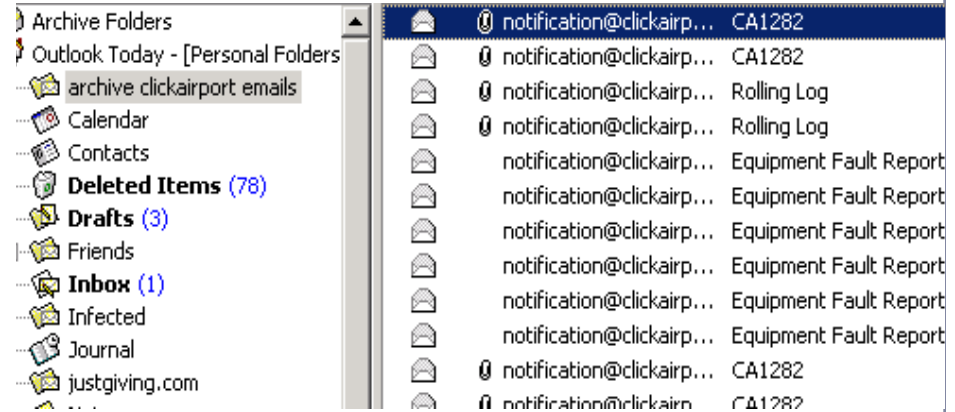 Archive Folders
Outlook Today - [Personal Folders
archive clickairport emails
Calendar
Contacts
Deleted Items (78)
Drafts (3)
Friends
Inbox (1)
Infected
Journal
justgiving.com
notification@clickairp... CA1282
notification@clickairp... CA1282
notification@clickairp... Rolling Log
notification@clickairp... Rolling Log
notification@clickairp... Equipment Fault Report
notification@clickairp... Equipment Fault Report
notification@clickairp... Equipment Fault Report
notification@clickairp... Equipment Fault Report
notification@clickairp... Equipment Fault Report
notification@clickairp... Equipment Fault Report
notification@clickairp... CA1282
notification@clickairp... CA1282